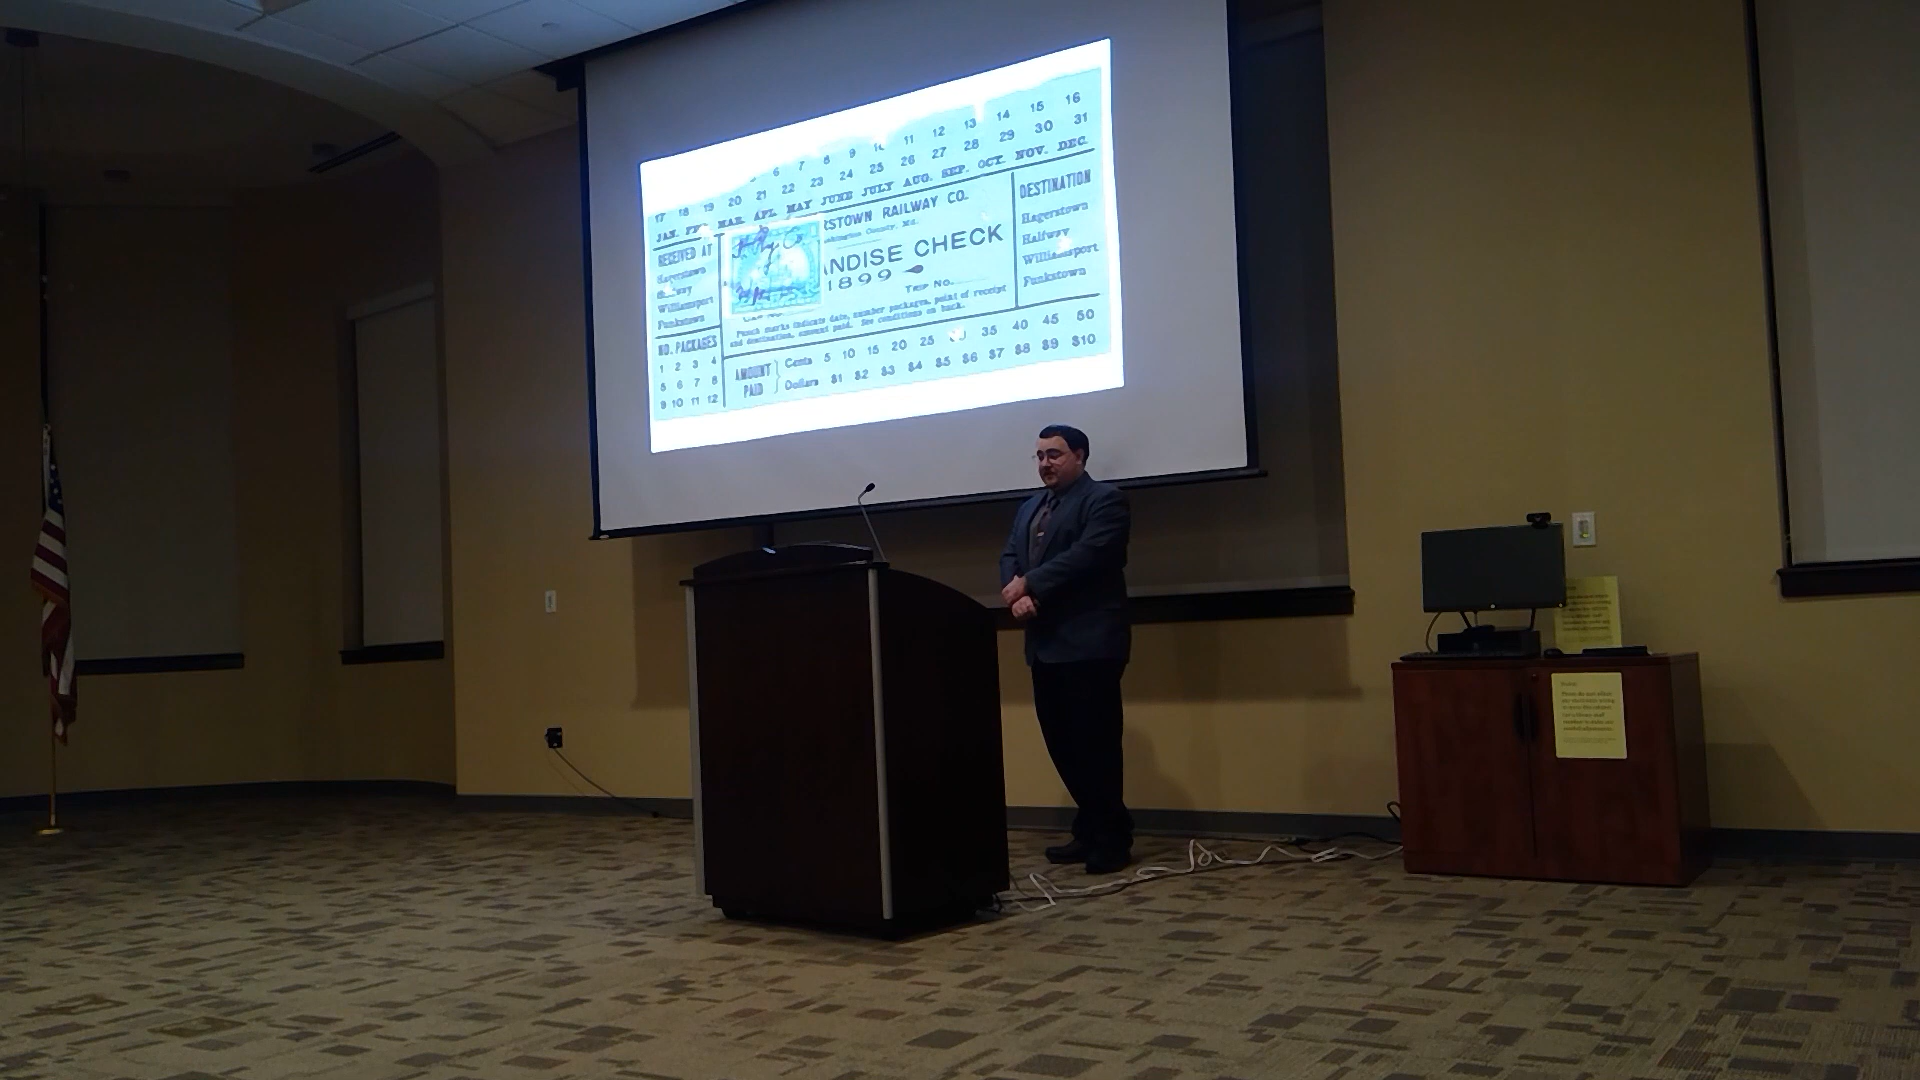 6 7 8 9 10 11 12 13 14 15 16
17 18 19 20 21 22 23 24 25 26 27 28 29 30 31
JAN. MAR. APL. MAY JUNE JULY AUG. SEP. OCT. NOV. DEC.
RECEIVED AT
Hagerstown
Williamsport
Funkstown
NO. PACKAGES
1 2 3 4
5 6 7 8
9 10 11 12
RSTOWN RAILWAY CO.
Washington County, Md.
ANDISE CHECK
1899
TRIP No.
Punch marks indicate date, number packages, point of receipt
and destination, amount paid. See conditions on back.
AMOUNT PAID
Cents 5 10 15 20 25 35 40 45 50
Dollars $1 $2 $3 $4 $5 $6 $7 $8 $9 $10
DESTINATION
Hagerstown
Halfway
Williamsport
Funkstown